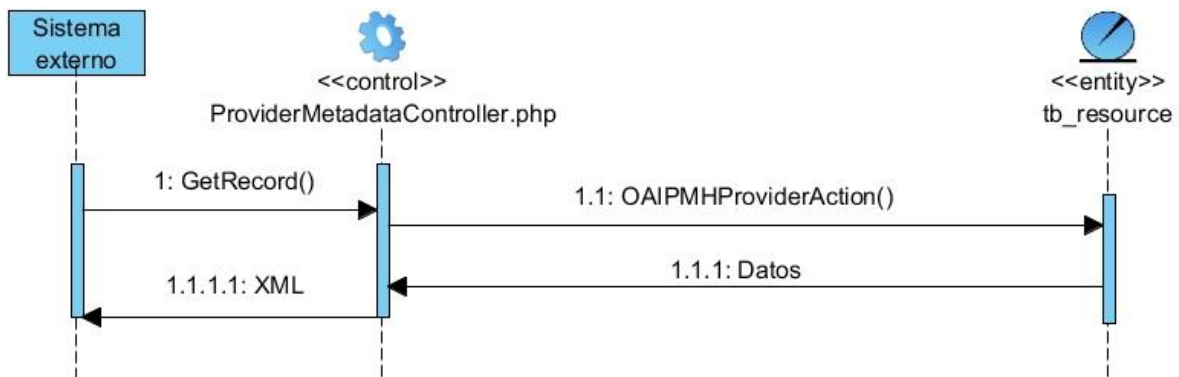 Sistema
externo
<<control>>
ProviderMetadataController.php
<<entity>>
tb_resource
1: GetRecord()
1.1: OAIPMHProviderAction()
1.1.1: Datos
1.1.1.1: XML